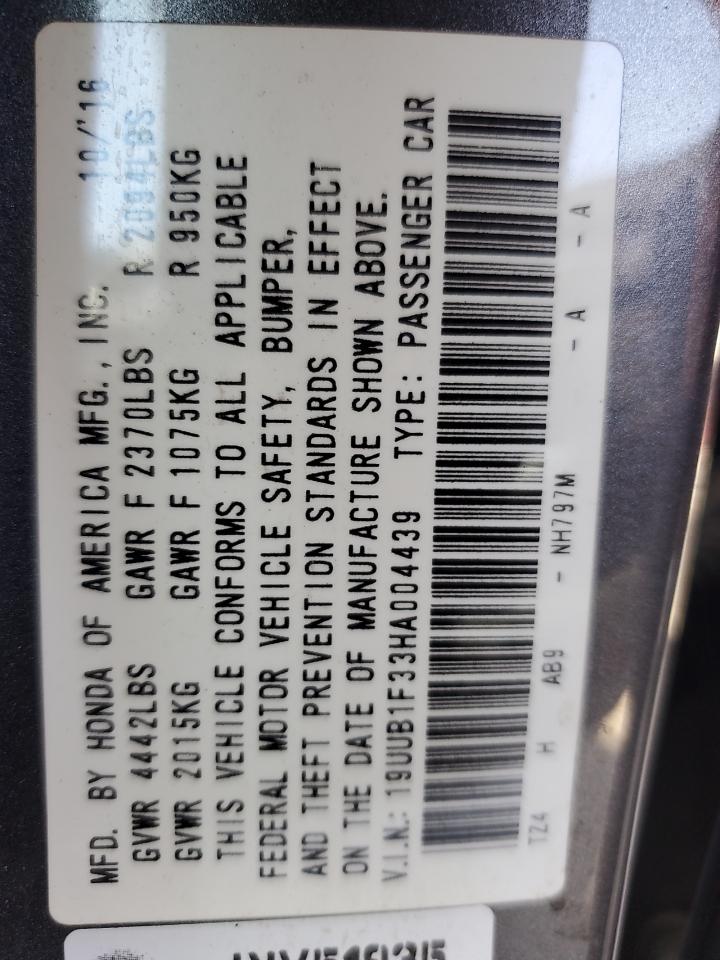 MFD. BY HONDA OF AMERICA MFG., INC. 10/'16
GVWR 4442LBS GAWR F 2370LBS R 2094LBS
GVWR 2015KG GAWR F 1075KG R 950KG
THIS VEHICLE CONFORMS TO ALL APPLICABLE
FEDERAL MOTOR VEHICLE SAFETY, BUMPER,
AND THEFT PREVENTION STANDARDS IN EFFECT
ON THE DATE OF MANUFACTURE SHOWN ABOVE.
V.I.N.: 19UUB1F33HA004439 TYPE: PASSENGER CAR
TZ4 H AB9 - NH797M - A - A